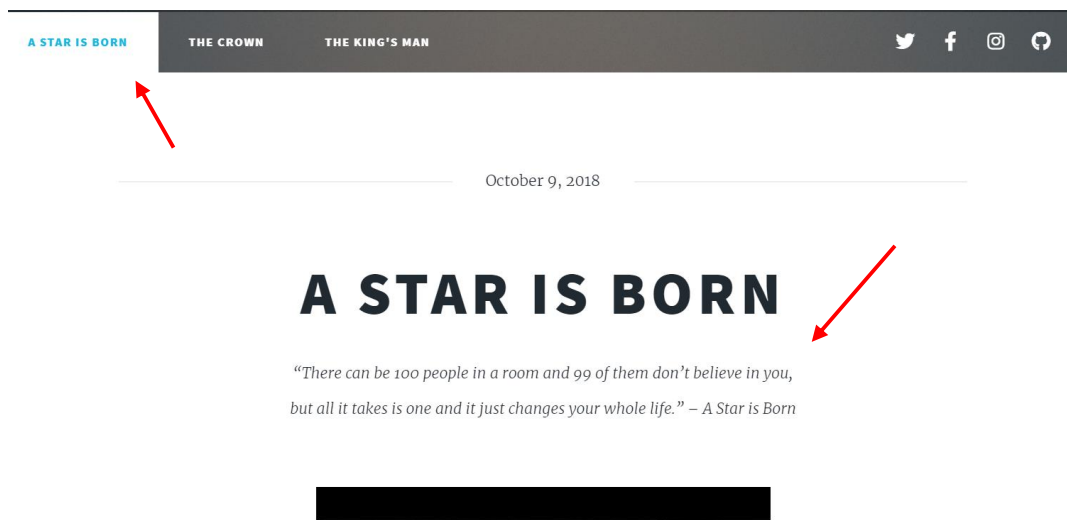 A STAR IS BORN THE CROWN THE KING'S MAN
October 9, 2018
A STAR IS BORN
“There can be 100 people in a room and 99 of them don’t believe in you,
but all it takes is one and it just changes your whole life.” – A Star is Born